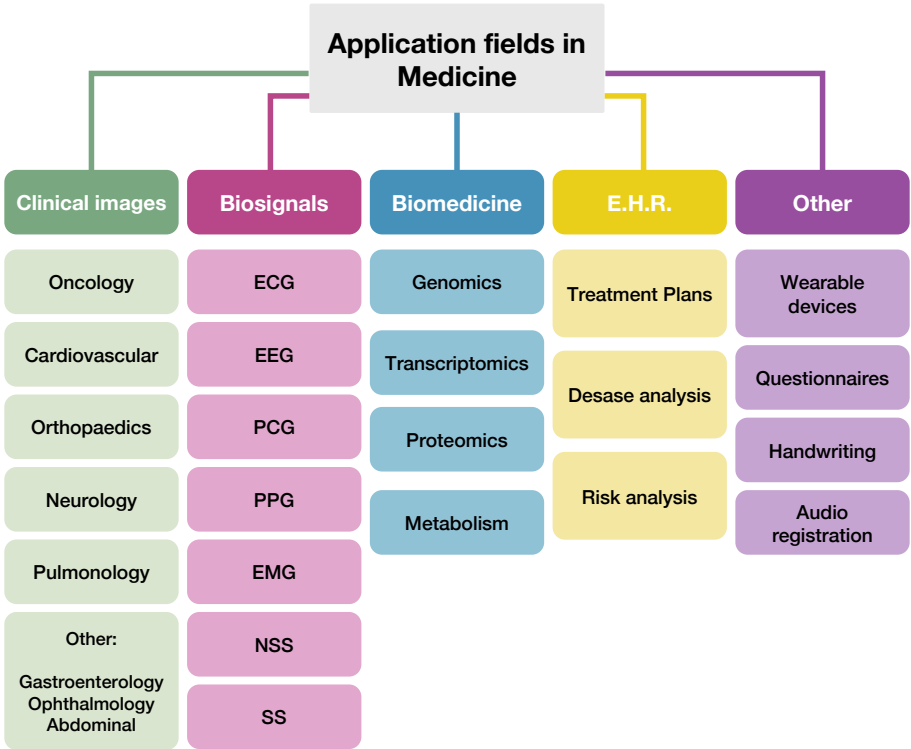 Application fields in
Medicine
Clinical images
Biosignals
Biomedicine
E.H.R.
Other
Oncology
Cardiovascular
Orthopaedics
Neurology
Pulmonology
Other:
Gastroenterology
Ophthalmology
Abdominal
ECG
EEG
PCG
PPG
EMG
NSS
SS
Genomics
Transcriptomics
Proteomics
Metabolism
Treatment Plans
Desase analysis
Risk analysis
Wearable
devices
Questionnaires
Handwriting
Audio
registration